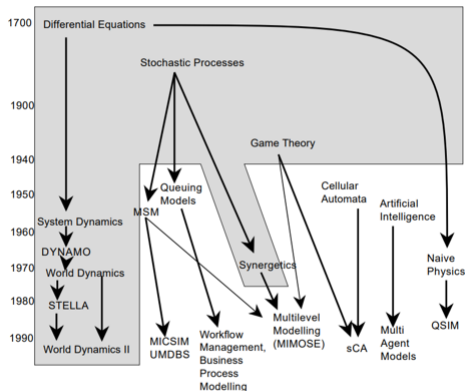 1700
Differential Equations
Stochastic Processes
1900
Game Theory
1940
1950
Queuing
Models
Cellular
Automata
Artificial
Intelligence
MSM
System Dynamics
1960
DYNAMO
World Dynamics
1970
Synergetics
Naive
Physics
1980
STELLA
Multilevel
Modelling
(MIMOSE)
QSIM
1990
World Dynamics II
MICSIM
UMDBS
Workflow
Management,
Business
Process
Modelling
sCA
Multi
Agent
Models